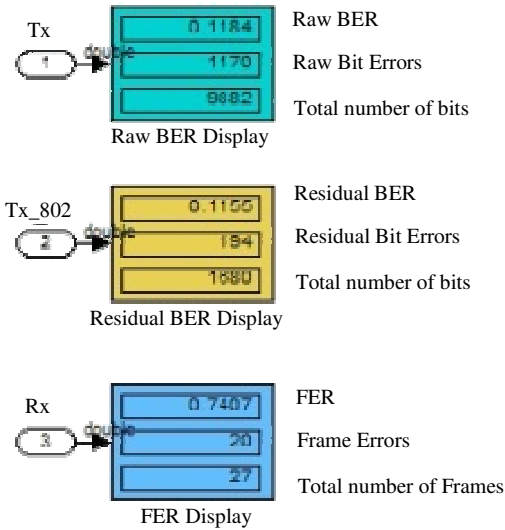 Tx
0.1184
Raw BER
1
double
1170
Raw Bit Errors
9882
Total number of bits
Raw BER Display
Tx_802
0.1155
Residual BER
2
double
194
Residual Bit Errors
1680
Total number of bits
Residual BER Display
Rx
0.7407
FER
3
double
20
Frame Errors
27
Total number of Frames
FER Display